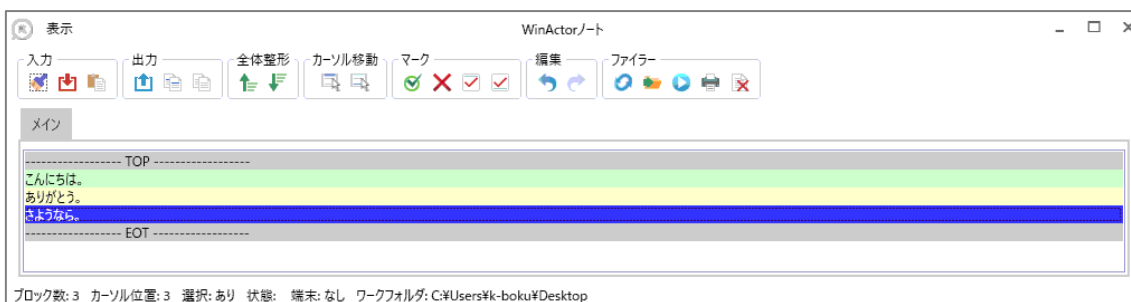 表示 WinActorノート
入力 出力 全体整形 カーソル移動 マーク 編集 ファイラー
メイン
------------------ TOP ------------------
こんにちは。
ありがとう。
さようなら。
------------------ EOT ------------------
ブロック数: 3 カーソル位置: 3 選択: あり 状態: 端末: なし ワークフォルダ: C:¥Users¥k-boku¥Desktop